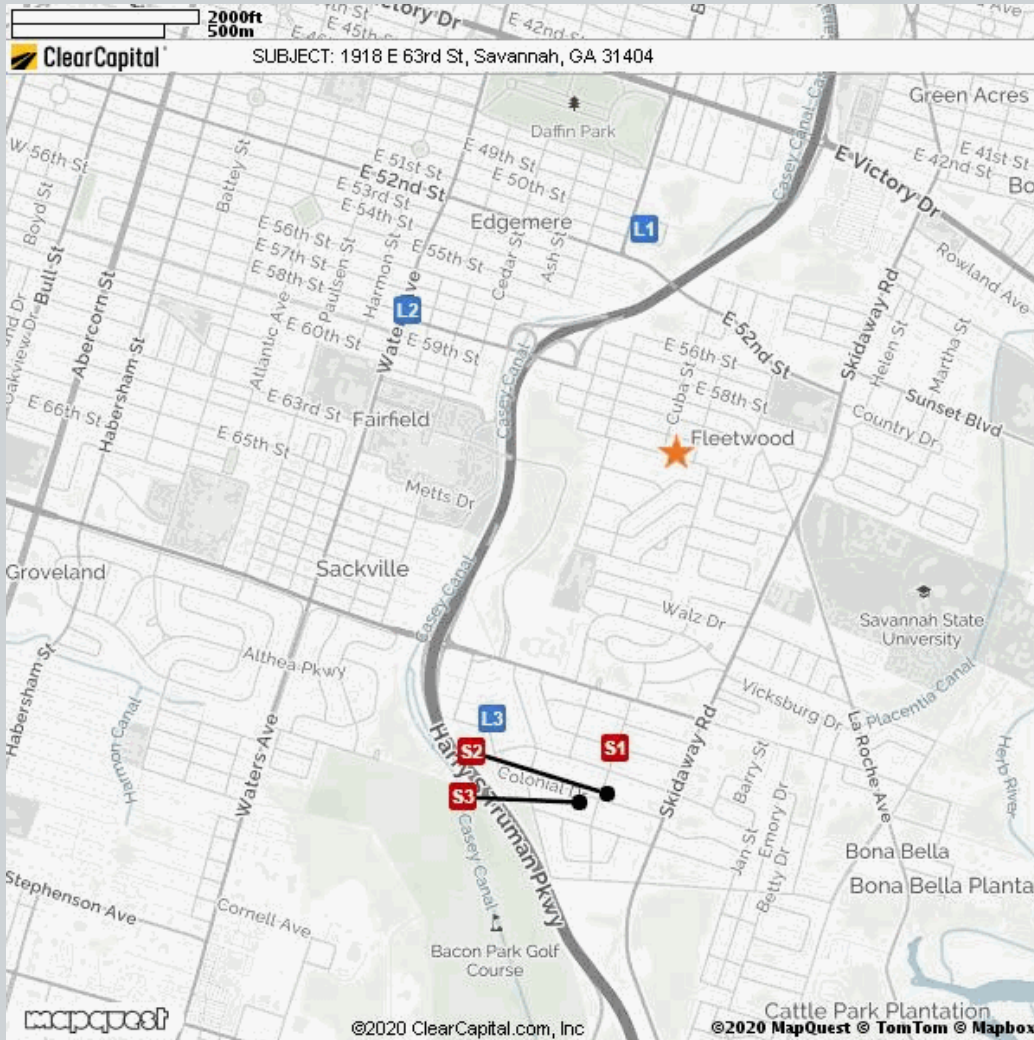 2000ft
500m
ClearCapital
SUBJECT: 1918 E 63rd St, Savannah, GA 31404
E 45th St
E 42nd St
Green Acres
Daffin Park
W 56th St
Battey St
E 51st St
E 49th St
E 52nd St
E 50th St
E 53rd St
E 54th St
Casey Canal
E Victory Dr
E 41st St
E 42nd St
Boyd St
Edgemere
L1
E 56th St
E 57th St
E 58th St
E 55th St
Cedar St
Ash St
Rowland Ave
Bull St
Abercorn St
Paulsen St
Harmon St
L2
Atlantic Ave
E 60th St
E 59th St
Habersham St
E 52nd St
Skidaway Rd
Helen St
Martha St
E 56th St
E 58th St
Cuba St
Sunset Blvd
E 66th St
E 63rd St
Fairfield
Casey Canal
Country Dr
E 65th St
Fleetwood
Metts Dr
Groveland
Sackville
Casey Canal
Walz Dr
Savannah State
University
Althea Pkwy
Placentia Canal
Habersham St
Harmon Canal
Waters Ave
Vicksburg Dr
La Roche Ave
L3
S2
S1
S3
Colonial
Skidaway Rd
Barry St
Herb River
Harry S Truman Pkwy
Casey Canal
Jan St
Emory Dr
Betty Dr
Bona Bella
Stephenson Ave
Cornell Ave
Bacon Park Golf
Course
Cattle Park Plantation
mapquest
©2020 ClearCapital.com, Inc
©2020 MapQuest © TomTom © Mapbox